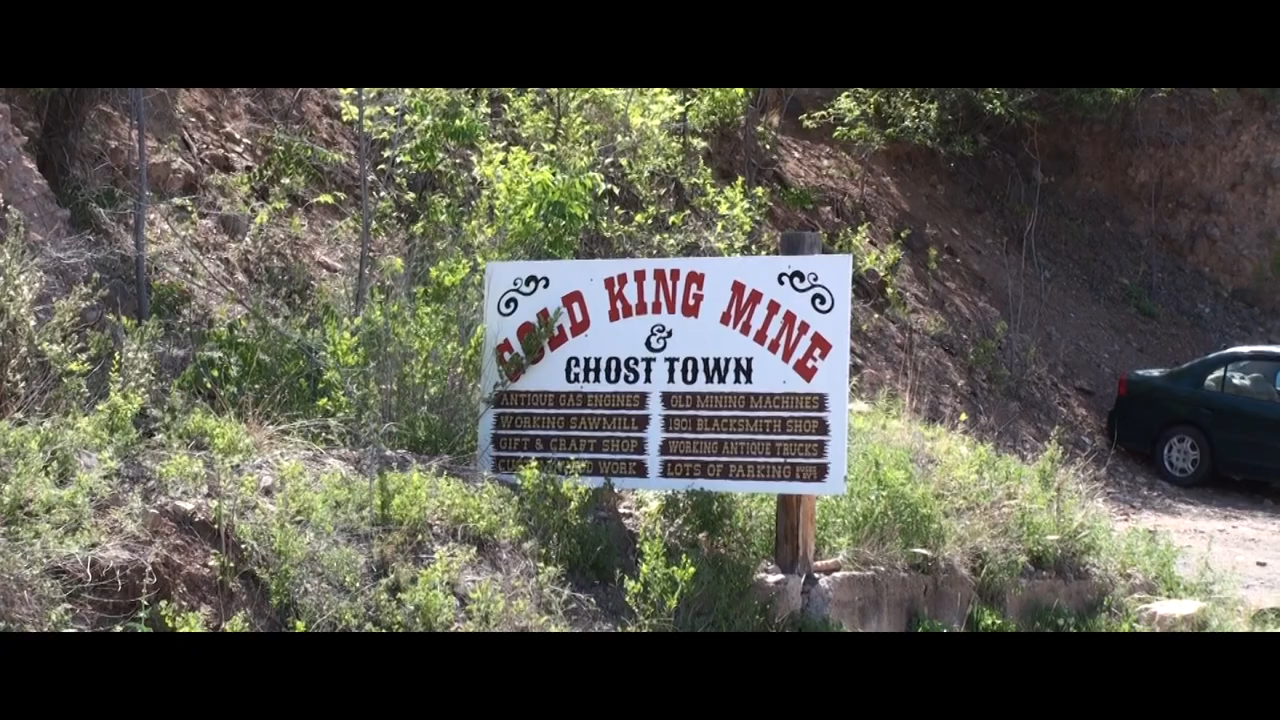 GOLD KING MINE
&
GHOST TOWN
ANTIQUE GAS ENGINES
WORKING SAWMILL
GIFT & CRAFT SHOP
WORK
OLD MINING MACHINES
1901 BLACKSMITH SHOP
WORKING ANTIQUE TRUCKS
LOTS OF PARKING